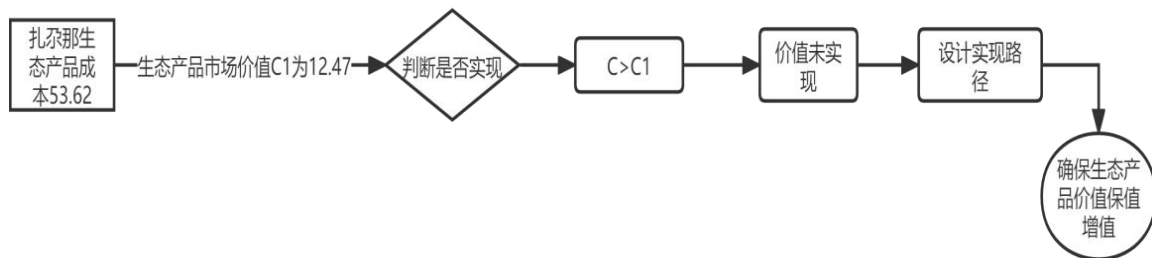 扎尕那生
态产品成
本53.62
生态产品市场价值C1为12.47
判断是否实现
C>C1
价值未实
现
设计实现路
径
确保生态产
品价值保值
增值